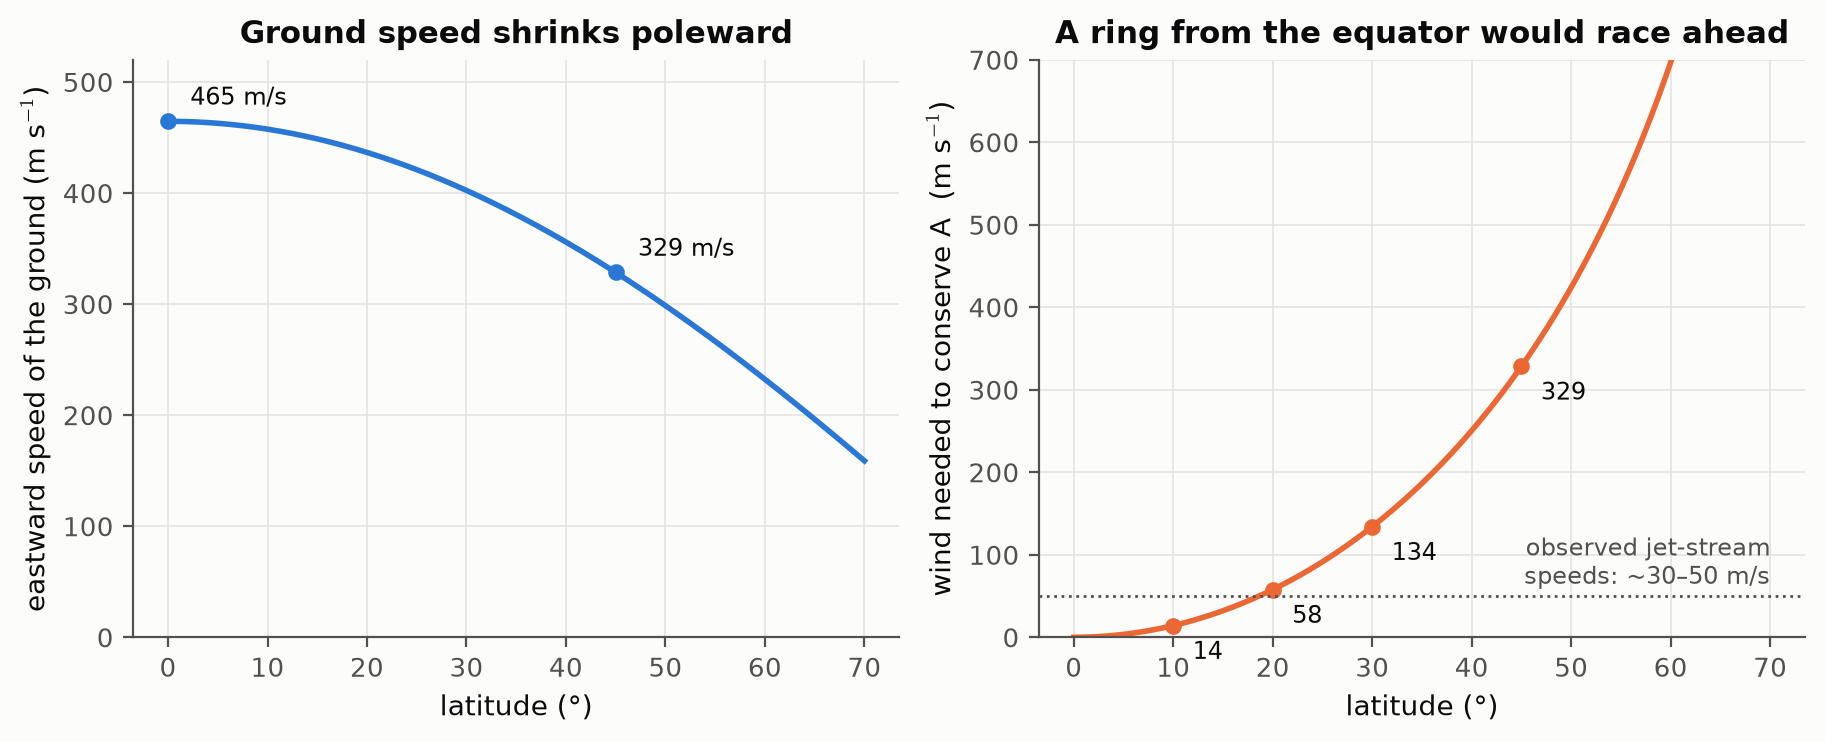 Ground speed shrinks poleward
eastward speed of the ground (m s⁻¹)
500
400
300
200
100
0
465 m/s
329 m/s
0 10 20 30 40 50 60 70
latitude (°)
A ring from the equator would race ahead
wind needed to conserve A (m s⁻¹)
700
600
500
400
300
200
100
0
329
134
58
14
observed jet-stream
speeds: ~30–50 m/s
0 10 20 30 40 50 60 70
latitude (°)